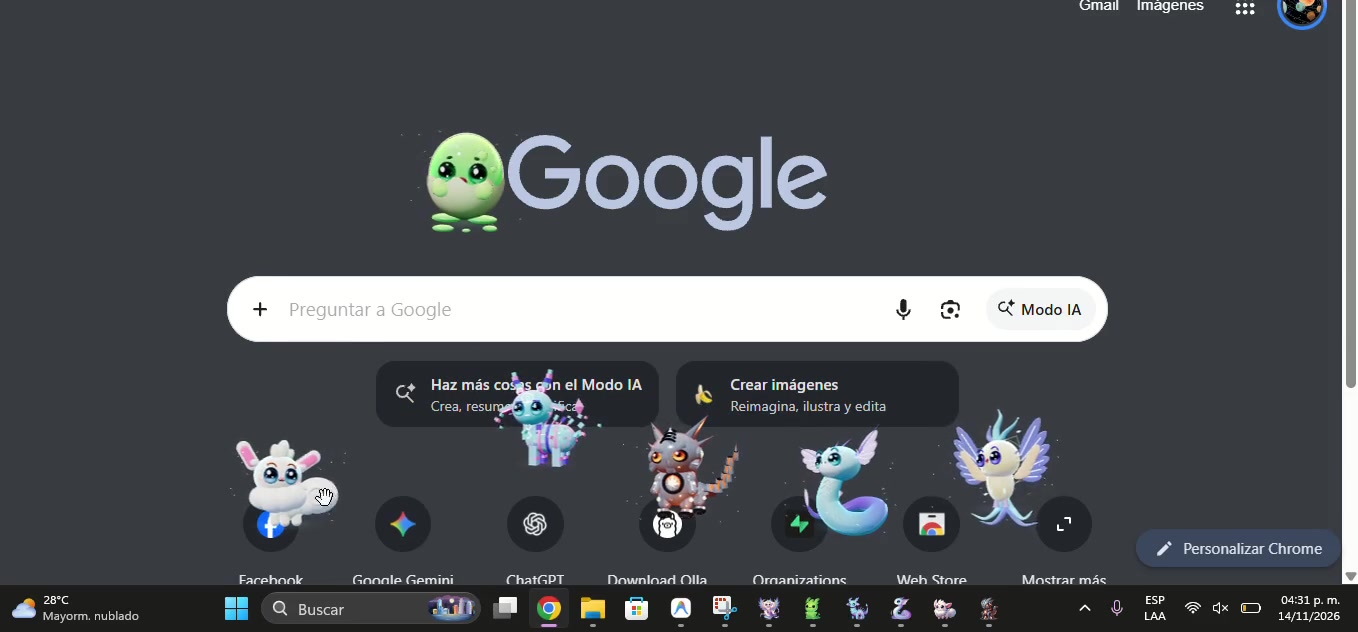 Gmail Imágenes
Google
Preguntar a Google
Modo IA
Haz más cosas con el Modo IA
Crea,
Crear imágenes
Reimagina, ilustra y edita
Facebook
Google Gemini
ChatGPT
Download Olla
Organizations
Web Store
Mostrar más
Personalizar Chrome
28°C
Mayorm. nublado
Buscar
ESP
LAA
04:31 p. m.
14/11/2026